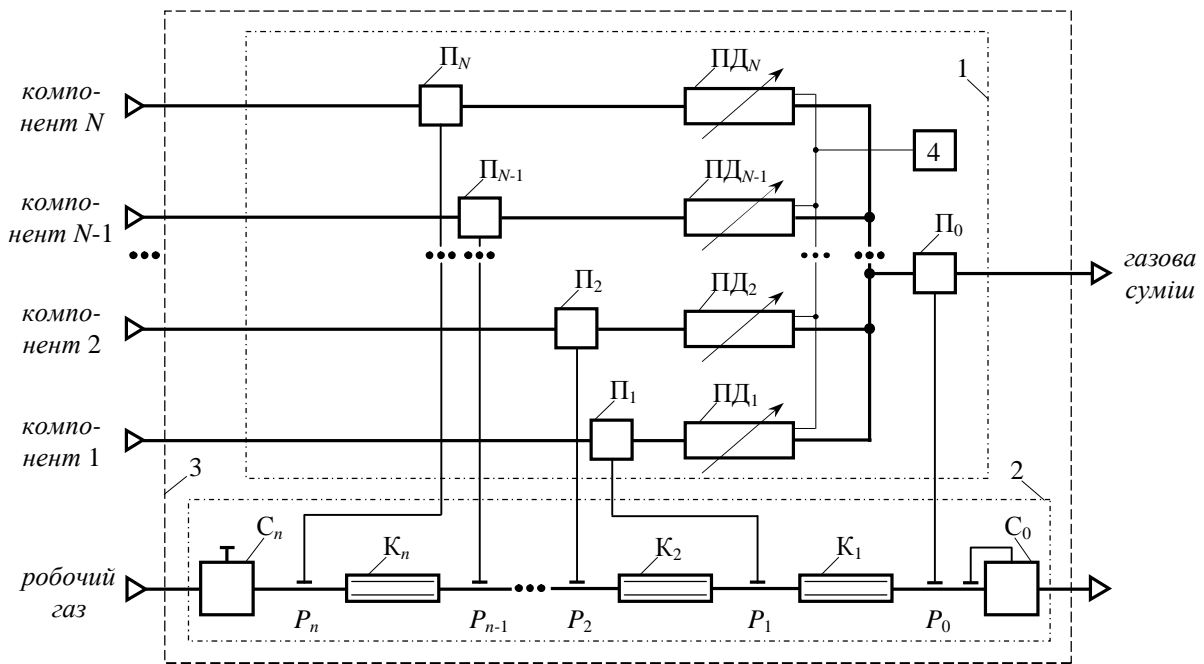 П_N ПД_N 1
компо-
нент N
4
П_{N-1} ПД_{N-1}
компо-
нент N-1
П_0
газова
суміш
П_2 ПД_2
компо-
нент 2
П_1 ПД_1
компо-
нент 1
3 2
С_n К_n К_2 К_1 С_0
робочий
газ
P_n P_{n-1} P_2 P_1 P_0